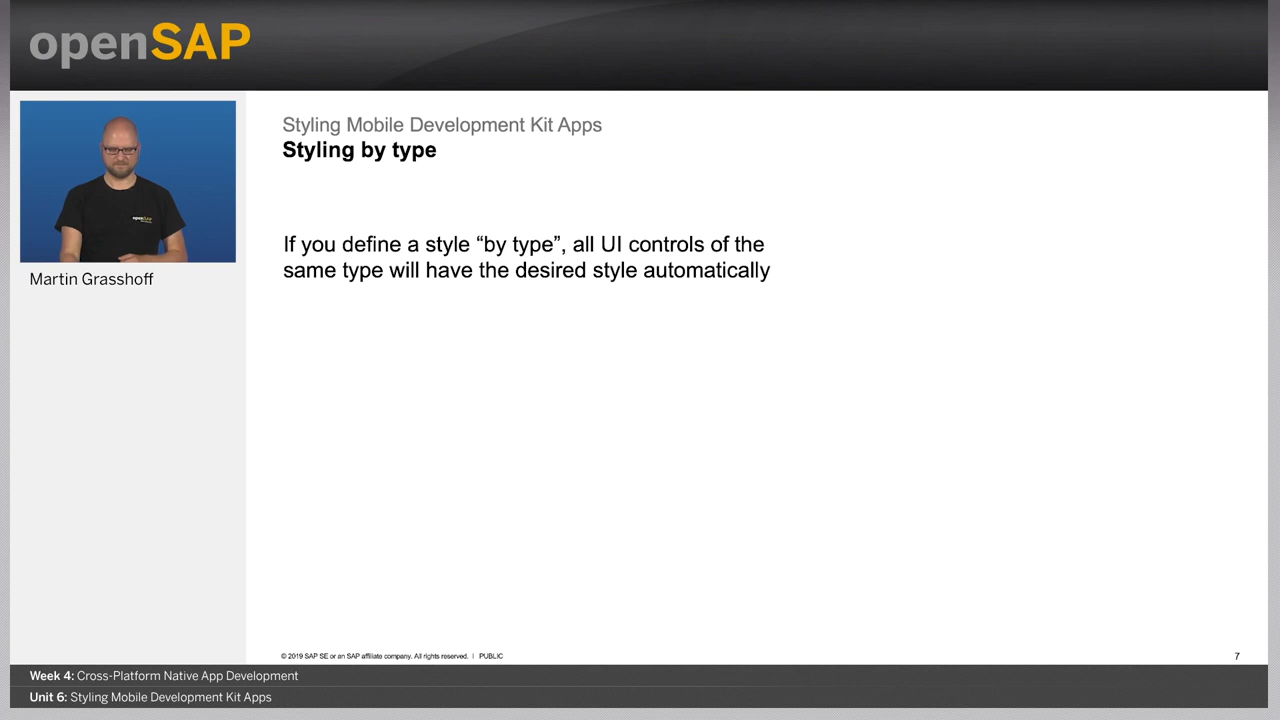 openSAP
Styling Mobile Development Kit Apps
Styling by type
openSAP
Martin Grasshoff
If you define a style “by type”, all UI controls of the
same type will have the desired style automatically
© 2019 SAP SE or an SAP affiliate company. All rights reserved. | PUBLIC
7
Week 4: Cross-Platform Native App Development
Unit 6: Styling Mobile Development Kit Apps